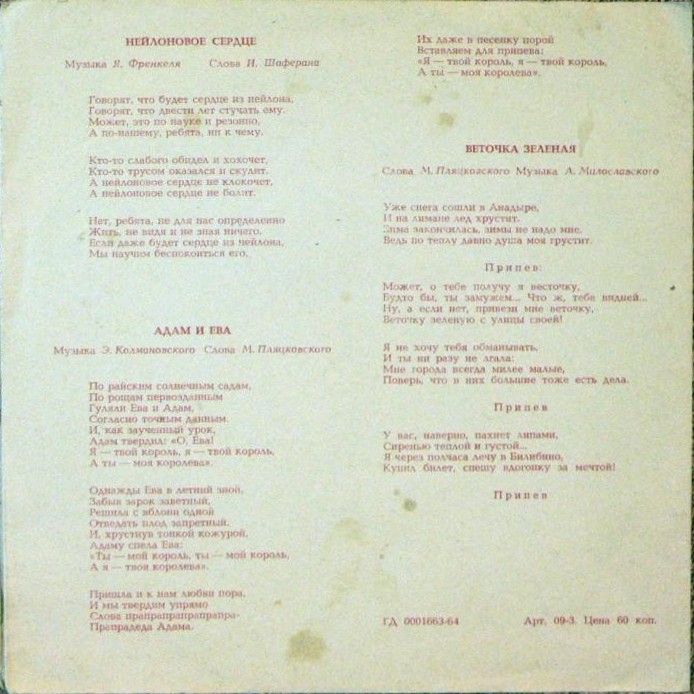 НЕЙЛОНОВОЕ СЕРДЦЕ
Музыка Я. Френкеля Слова И. Шаферана
Говорят, что будет сердце из нейлона,
Говорят, что двести лет стучать ему.
Может, это по науке и резонно,
А по-нашему, ребята, ни к чему.
Кто-то слабого обидел и хохочет,
Кто-то трусом оказался и скулит.
А нейлоновое сердце не клокочет,
А нейлоновое сердце не болит.
Нет, ребята, не для нас определенно
Жить, не видя и не зная ничего.
Если даже будет сердце из нейлона,
Мы научим беспокоиться его.
АДАМ И ЕВА
Музыка Э. Колмановского Слова М. Пляцковского
По райским солнечным садам,
По рощам первозданным
Гуляли Ева и Адам,
Согласно точным данным.
И, как заученный урок,
Адам твердил: «О, Ева!
Я — твой король, я — твой король,
А ты — моя королева».
Однажды Ева в летний зной,
Забыв зарок заветный,
Решила с яблони одной
Отведать плод запретный.
И, хрустнув тонкой кожурой,
Адаму спела Ева:
«Ты — мой король, ты — мой король,
А я — твоя королева».
Пришла и к нам любви пора,
И мы твердим упрямо
Слова прапрапрапрапрапра-
Прапрадеда Адама.
Их даже в песенку порой
Вставляем для припева:
«Я — твой король, я — твой король,
А ты — моя королева».
ВЕТОЧКА ЗЕЛЕНАЯ
Слова М. Пляцковского Музыка А. Милославского
Уже снега сошли в Анадыре,
И на лимане лед хрустит.
Зима закончилась, зимы не надо мне,
Ведь по теплу давно душа моя грустит.
Припев:
Может, о тебе получу я весточку,
Будто бы, ты замужем... Что ж, тебе видней...
Ну, а если нет, привези мне веточку,
Веточку зеленую с улицы своей!
Я не хочу тебя обманывать,
И ты ни разу не лгала:
Мне города всегда милее малые,
Поверь, что в них большие тоже есть дела.
Припев
У вас, наверно, пахнет липами,
Сиренью теплой и густой...
Я через полчаса лечу в Билибино,
Купил билет, спешу вдогонку за мечтой!
Припев
ГД 0001663-64 Арт. 09-3. Цена 60 коп.